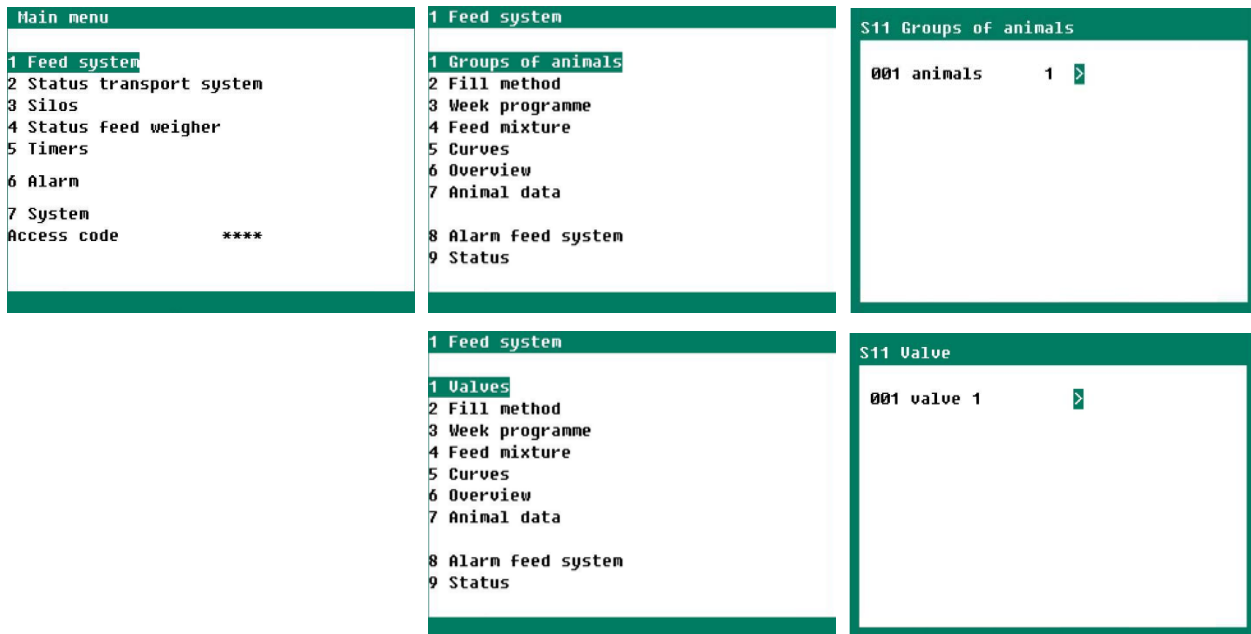 Main menu
1 Feed system
2 Status transport system
3 Silos
4 Status feed weigher
5 Timers
6 Alarm
7 System
Access code ****
1 Feed system
1 Groups of animals
2 Fill method
3 Week programme
4 Feed mixture
5 Curves
6 Overview
7 Animal data
8 Alarm feed system
9 Status
S11 Groups of animals
001 animals 1 >
1 Feed system
1 Valves
2 Fill method
3 Week programme
4 Feed mixture
5 Curves
6 Overview
7 Animal data
8 Alarm feed system
9 Status
S11 Valve
001 valve 1 >